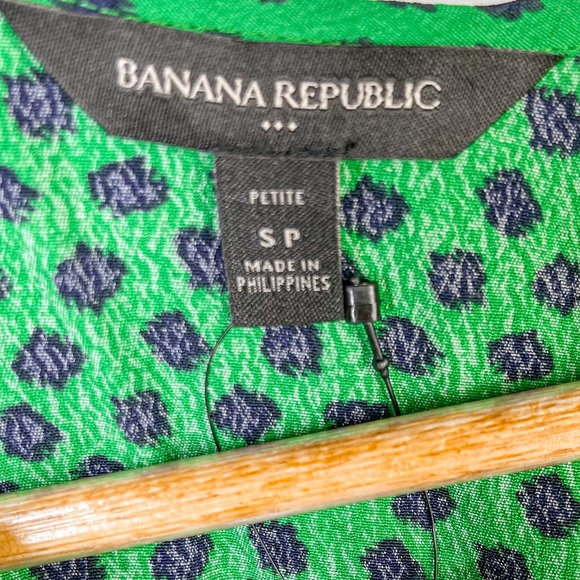 BANANA REPUBLIC
PETITE
SP
MADE IN
PHILIPPINES